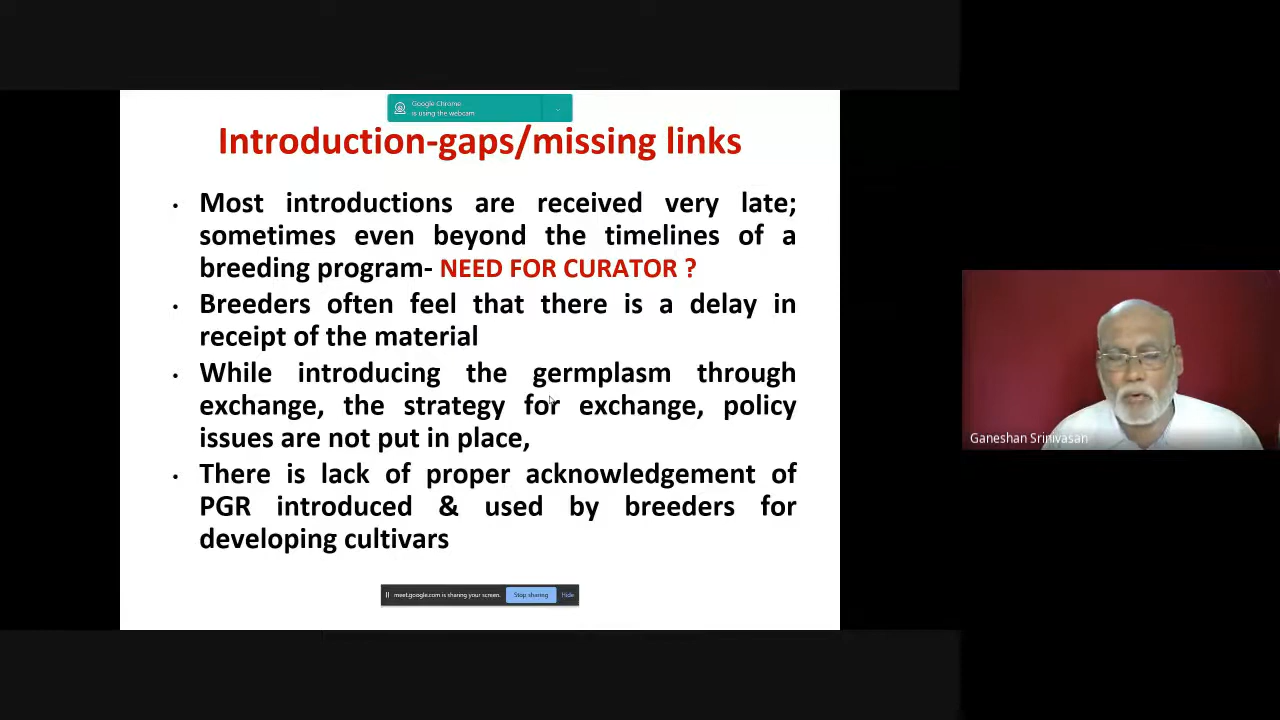 Google Chrome
is using the webcam
Introduction-gaps/missing links
• Most introductions are received very late;
sometimes even beyond the timelines of a
breeding program- NEED FOR CURATOR ?
• Breeders often feel that there is a delay in
receipt of the material
• While introducing the germplasm through
exchange, the strategy for exchange, policy
issues are not put in place,
• There is lack of proper acknowledgement of
PGR introduced & used by breeders for
developing cultivars
meet.google.com is sharing your screen. Stop sharing Hide
Ganeshan Srinivasan